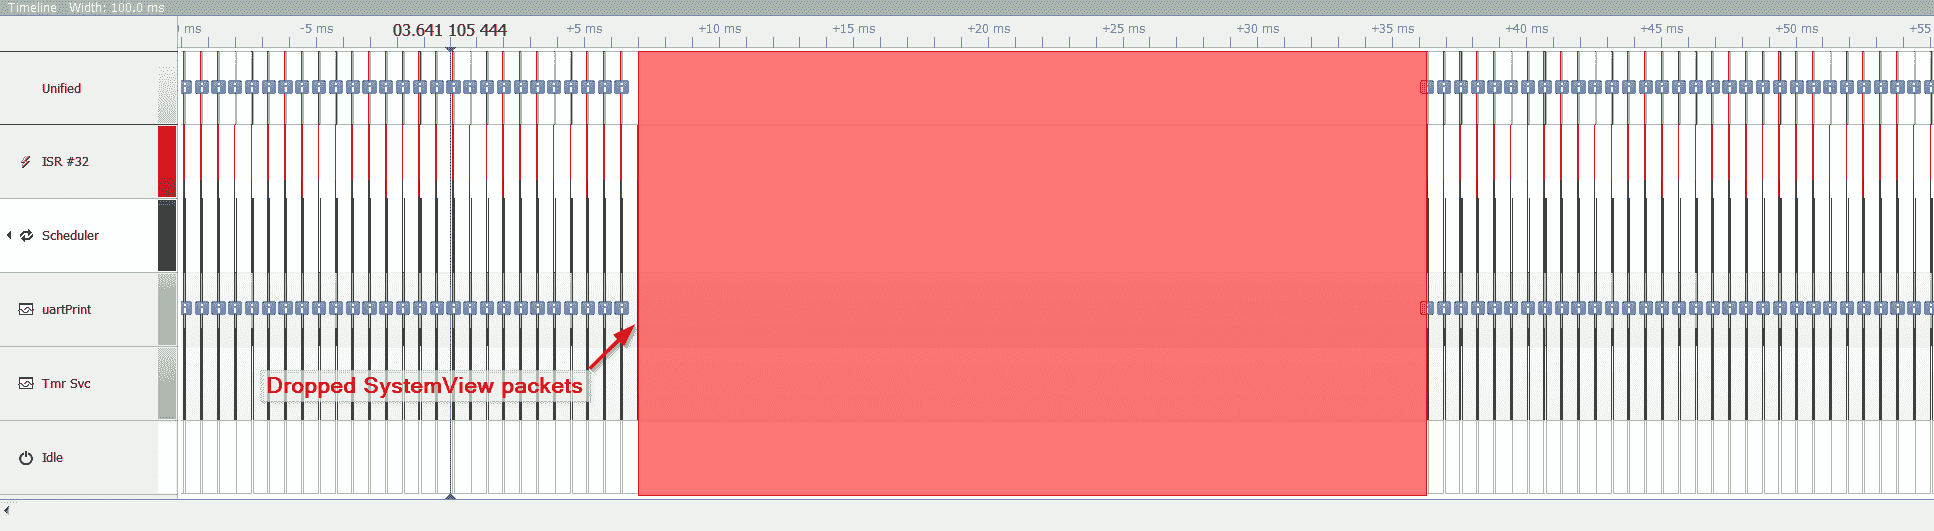 Timeline Width: 100.0 ms
ms -5 ms 03.641 105 444 +5 ms +10 ms +15 ms +20 ms +25 ms +30 ms +35 ms +40 ms +45 ms +50 ms +55
Unified
ISR #32
Scheduler
uartPrint
Tmr Svc
Dropped SystemView packets
Idle